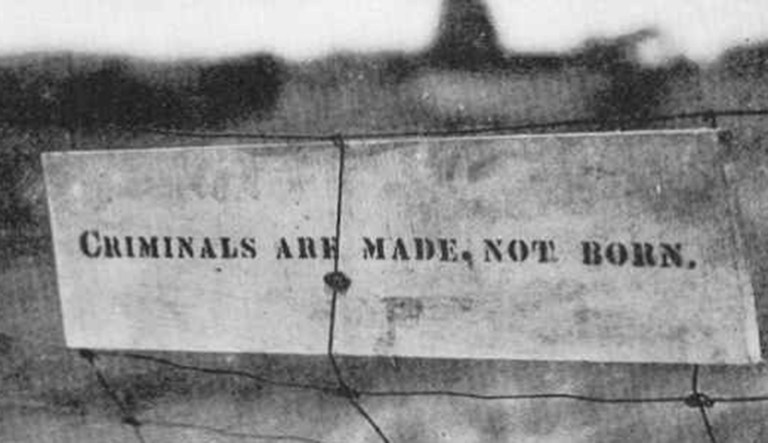 CRIMINALS ARE MADE, NOT BORN.